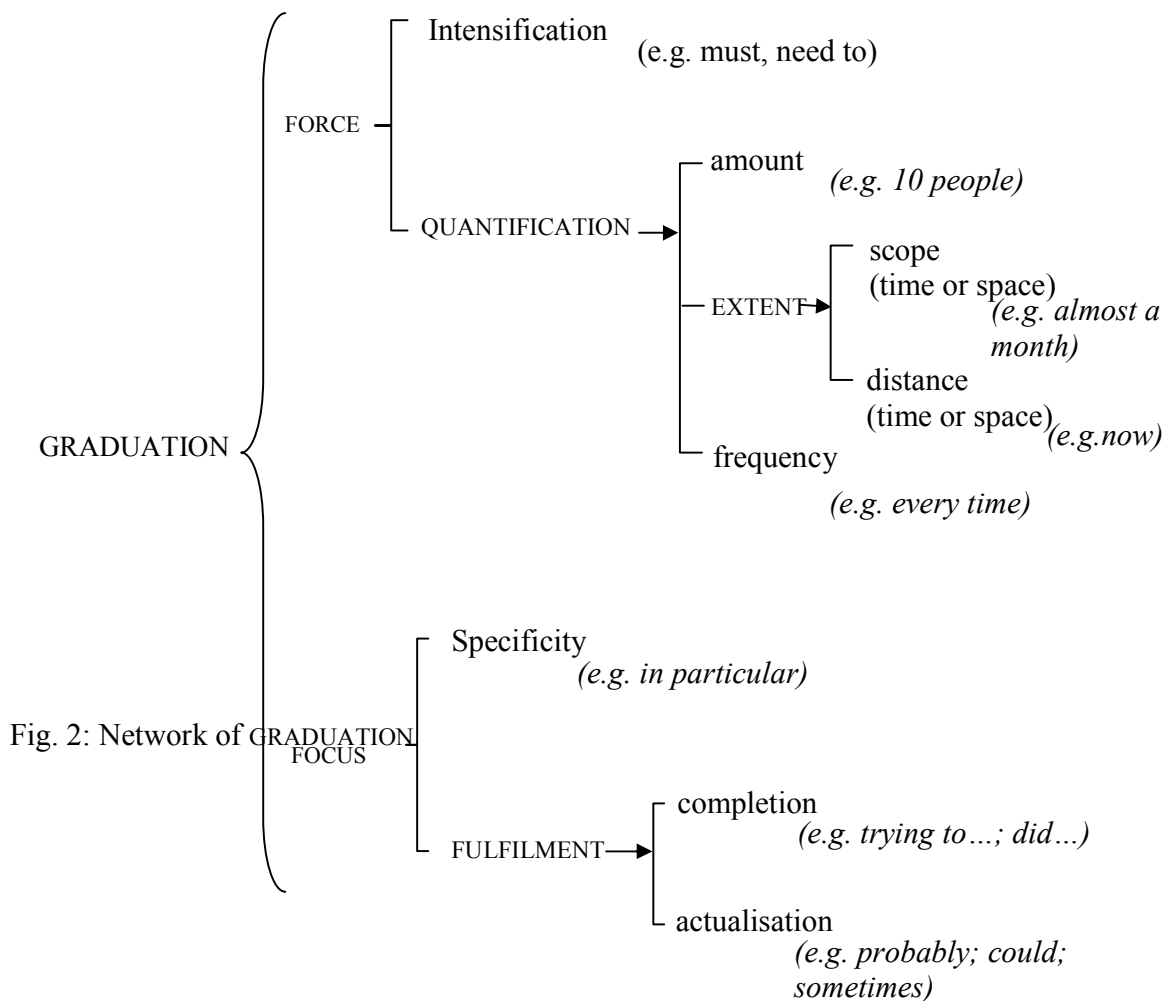 Intensification
(e.g. must, need to)
FORCE
amount
(e.g. 10 people)
QUANTIFICATION
scope
(time or space)
(e.g. almost a
month)
EXTENT
distance
(time or space)
(e.g.now)
GRADUATION
frequency
(e.g. every time)
Specificity
(e.g. in particular)
Fig. 2: Network of GRADUATION
FOCUS
completion
(e.g. trying to…; did…)
FULFILMENT
actualisation
(e.g. probably; could;
sometimes)